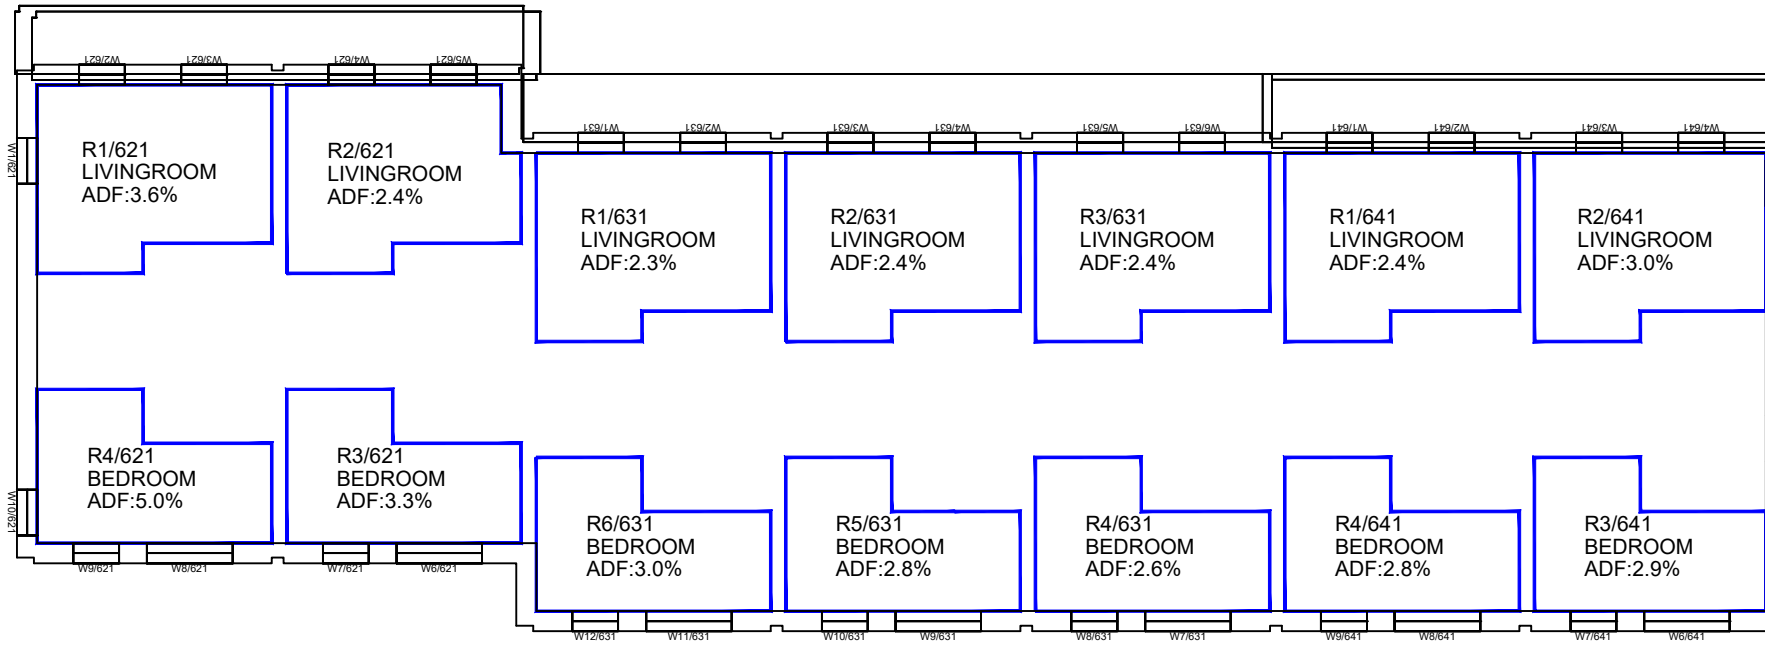 W2/621
W3/621
W4/621
W5/621
W1/621
R1/621
LIVINGROOM
ADF:3.6%
R2/621
LIVINGROOM
ADF:2.4%
W1/631
W2/631
W3/631
W4/631
W5/631
W6/631
W1/641
W2/641
W3/641
W4/641
R1/631
LIVINGROOM
ADF:2.3%
R2/631
LIVINGROOM
ADF:2.4%
R3/631
LIVINGROOM
ADF:2.4%
R1/641
LIVINGROOM
ADF:2.4%
R2/641
LIVINGROOM
ADF:3.0%
R4/621
BEDROOM
ADF:5.0%
R3/621
BEDROOM
ADF:3.3%
W10/621
W9/621
W8/621
W7/621
W6/621
R6/631
BEDROOM
ADF:3.0%
R5/631
BEDROOM
ADF:2.8%
R4/631
BEDROOM
ADF:2.6%
R4/641
BEDROOM
ADF:2.8%
R3/641
BEDROOM
ADF:2.9%
W12/631
W11/631
W10/631
W9/631
W8/631
W7/631
W9/641
W8/641
W7/641
W6/641